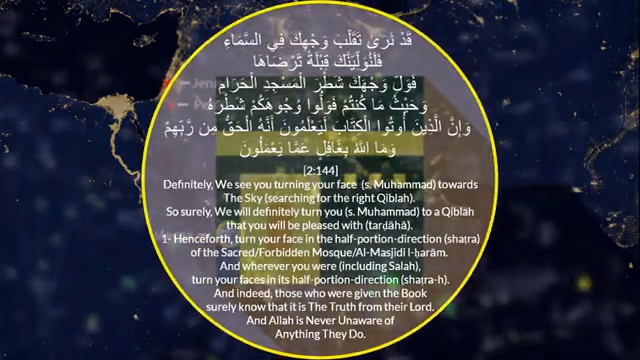 قَدْ نَرَى تَقَلُّبَ وَجْهِكَ فِي السَّمَاءِ
فَلَنُوَلِّيَنَّكَ قِبْلَةً تَرْضَاهَا
فَوَلِّ وَجْهَكَ شَطْرَ الْمَسْجِدِ الْحَرَامِ
وَحَيْثُ مَا كُنْتُمْ فَوَلُّوا وُجُوهَكُمْ شَطْرَهُ
وَإِنَّ الَّذِينَ أُوتُوا الْكِتَابَ لَيَعْلَمُونَ أَنَّهُ الْحَقُّ مِن رَّبِّهِمْ
وَمَا اللَّهُ بِغَافِلٍ عَمَّا يَعْمَلُونَ
[2:144]
Definitely, We see you turning your face (s. Muhammad) towards
The Sky (searching for the right Qiblah).
So surely, We will definitely turn you (s. Muhammad) to a Qiblah
that you will be pleased with (tarḍāhā).
1- Henceforth, turn your face in the half-portion-direction (shaṭra)
of the Sacred/Forbidden Mosque/Al-Masjidi l-ḥarām.
And wherever you were (including Salah),
turn your faces in its half-portion-direction (shaṭra-h).
And indeed, those who were given the Book
surely know that it is The Truth from their Lord.
And Allah is Never Unaware of
Anything They Do.